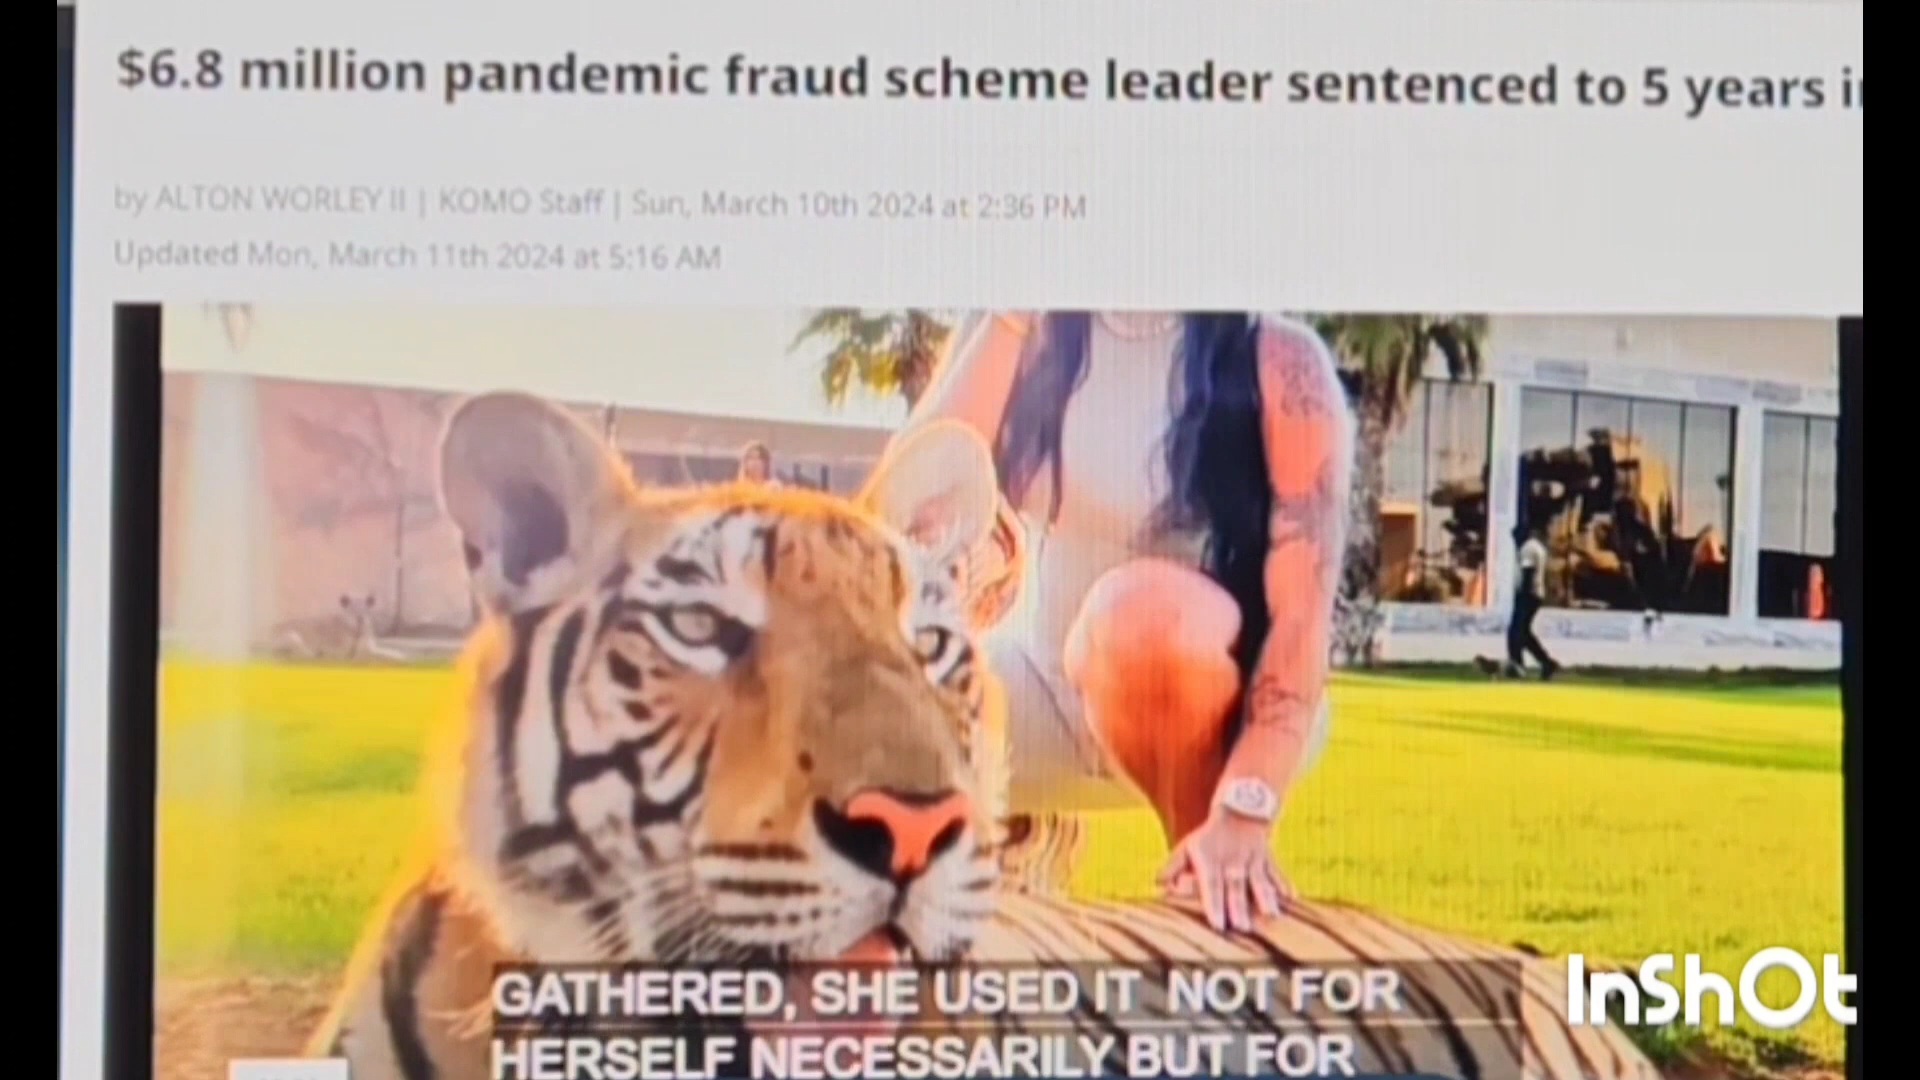 $6.8 million pandemic fraud scheme leader sentenced to 5 years i
by ALTON WORLEY II | KOMO Staff | Sun, March 10th 2024 at 2:36 PM
Updated Mon, March 11th 2024 at 5:16 AM
GATHERED, SHE USED IT NOT FOR
HERSELF NECESSARILY BUT FOR
InShOt